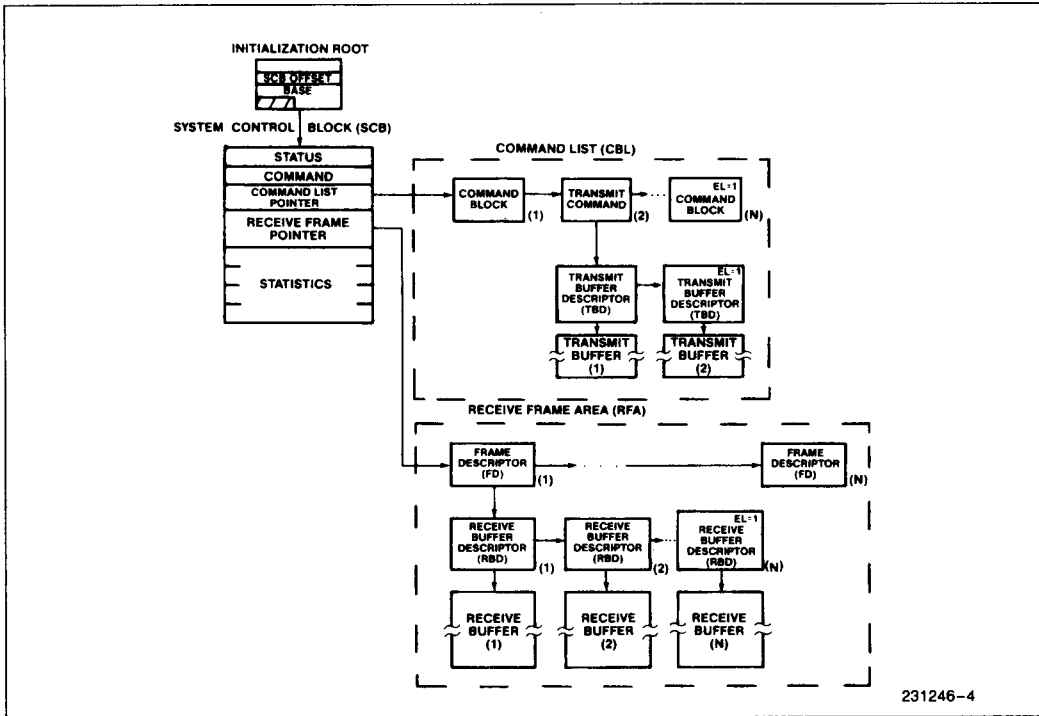 INITIALIZATION ROOT
SCB OFFSET
BASE
SYSTEM CONTROL BLOCK (SCB)
STATUS
COMMAND
COMMAND LIST
POINTER
RECEIVE FRAME
POINTER
STATISTICS
COMMAND LIST (CBL)
COMMAND
BLOCK
(1)
TRANSMIT
COMMAND
(2)
EL=1
COMMAND
BLOCK
(N)
TRANSMIT
BUFFER
DESCRIPTOR
(TBD)
EL=1
TRANSMIT
BUFFER
DESCRIPTOR
(TBD)
TRANSMIT
BUFFER
(1)
TRANSMIT
BUFFER
(2)
RECEIVE FRAME AREA (RFA)
FRAME
DESCRIPTOR
(FD)
(1)
FRAME
DESCRIPTOR
(FD)
(N)
RECEIVE
BUFFER
DESCRIPTOR
(RBD)
(1)
RECEIVE
BUFFER
DESCRIPTOR
(RBD)
(2)
EL=1
RECEIVE
BUFFER
DESCRIPTOR
(RBD)
(N)
RECEIVE
BUFFER
(1)
RECEIVE
BUFFER
(2)
RECEIVE
BUFFER
(N)
231246-4